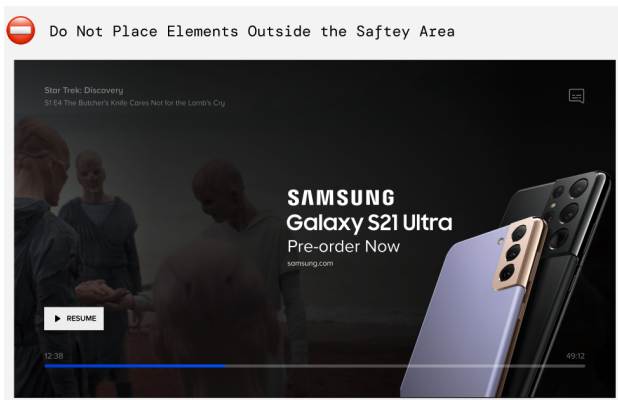 Do Not Place Elements Outside the Saftey Area
Star Trek: Discovery
S1 E4 The Butcher's Knife Cares Not for the Lamb's Cry
SAMSUNG
Galaxy S21 Ultra
Pre-order Now
samsung.com
RESUME
12:38
49:12